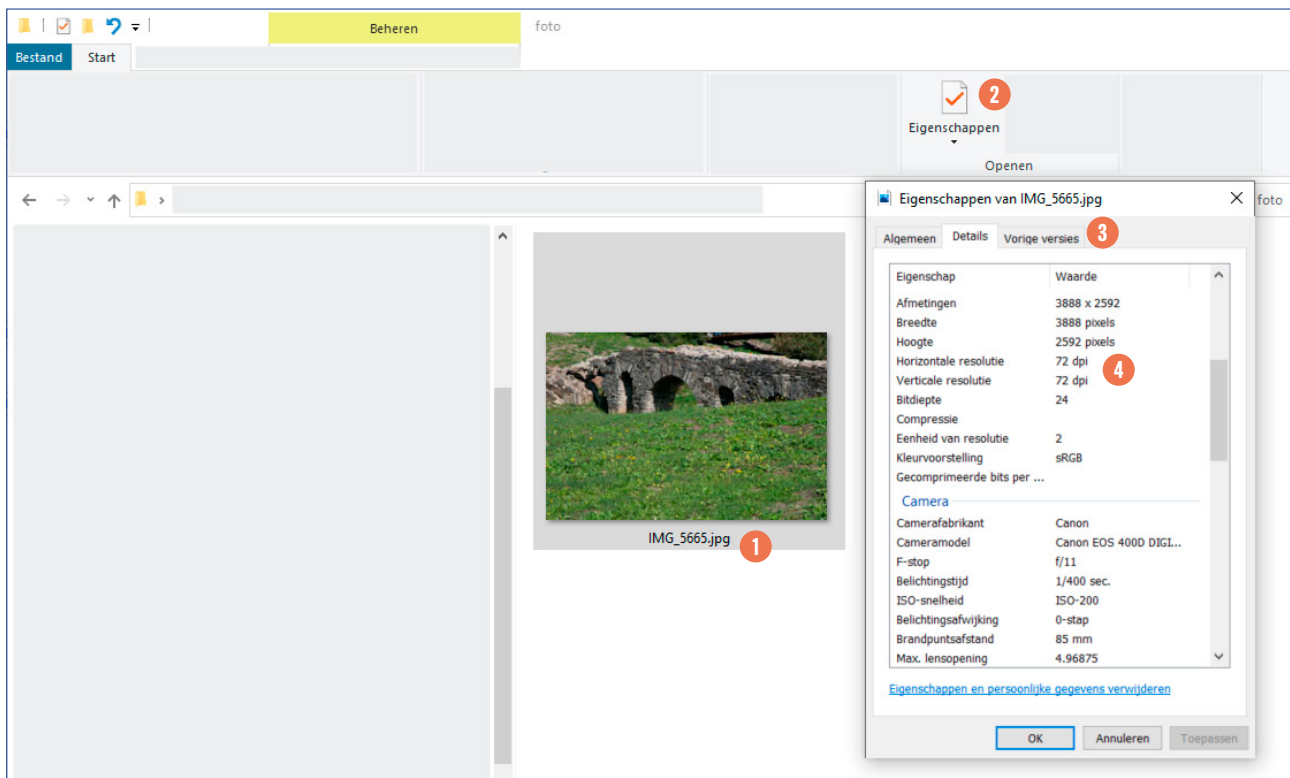 Beheren
foto
Bestand Start
2
Eigenschappen
Openen
foto
Eigenschappen van IMG_5665.jpg
Algemeen Details Vorige versies 3
Eigenschap Waarde
Afmetingen 3888 x 2592
Breedte 3888 pixels
Hoogte 2592 pixels
Horizontale resolutie 72 dpi
4
Verticale resolutie 72 dpi
Bitdiepte 24
Compressie
Eenheid van resolutie 2
Kleurvoorstelling sRGB
Gecomprimeerde bits per ...
Camera
Camerafabrikant Canon
Cameramodel Canon EOS 400D DIGI...
F-stop f/11
Belichtingstijd 1/400 sec.
ISO-snelheid ISO-200
Belichtingsafwijking 0-stap
Brandpuntsafstand 85 mm
Max. lensopening 4.96875
Eigenschappen en persoonlijke gegevens verwijderen
OK Annuleren Toepassen
IMG_5665.jpg 1